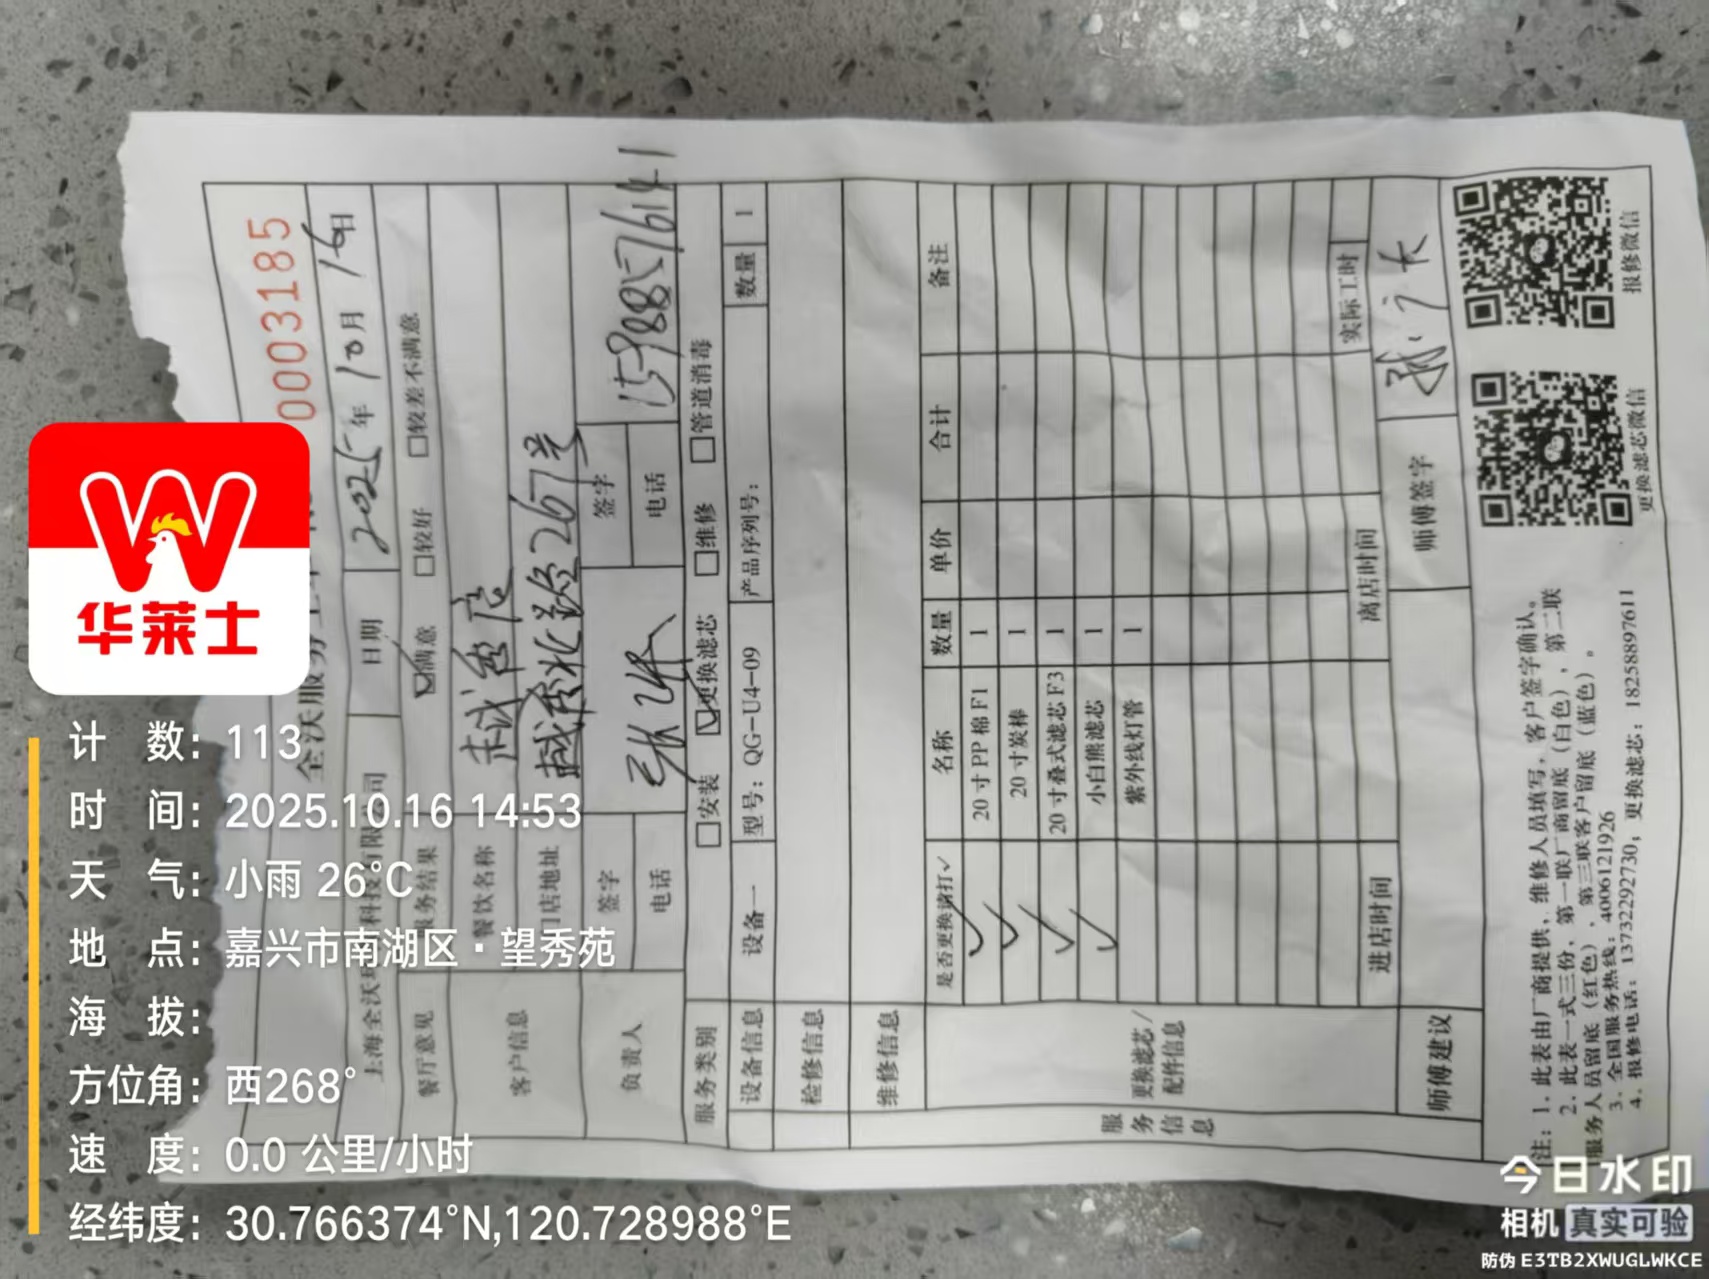 0003185
全沃服务工单
上海全沃 科技有限公司
日期
2025年10月16日
餐厅意见
服务结果
☑满意
☐较好
☐较差不满意
客户信息
餐饮名称
越秀店
门店地址
越秀北路267号
负责人
签字
签字
电话
电话
15988576141
服务类别
☐安装 ☑更换滤芯 ☐维修 ☐管道消毒
设备信息
设备一
型号：QG-U4-09
产品序列号：
数量
1
检修信息
维修信息
服务信息
更换滤芯/配件信息
是否更换请打✓ 名称 数量 单价 合计 备注
✓ 20寸PP棉F1 1
✓ 20寸炭棒 1
✓ 20寸叠式滤芯F3 1
✓ 小白熊滤芯 1
紫外线灯管 1
进店时间
离店时间
实际工时
师傅建议
师傅签字
注：1. 此表由厂商提供、维修人员填写，客户签字确认。
2. 此表一式三份，第一联厂商留底（白色），第二联
服务人员留底（红色）、第三联客户留底（蓝色）。
3. 全国服务热线：4006121926
4. 报修电话：13732292730，更换滤芯：18258897611
更换滤芯微信
报修微信
华莱士
计 数：113
时 间：2025.10.16 14:53
天 气：小雨 26°C
地 点：嘉兴市南湖区·望秀苑
海 拔：
方位角：西268°
速 度：0.0 公里/小时
经纬度：30.766374°N,120.728988°E
今日水印
相机 真实可验
防伪 E3TB2XWUGLWKCE